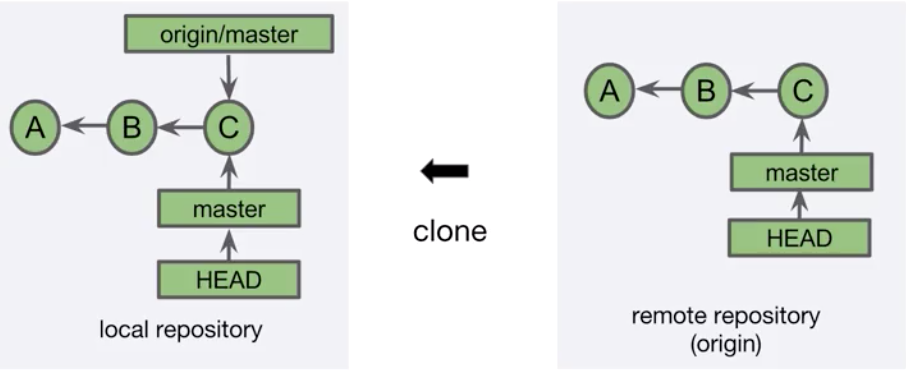 origin/master
A
B
C
master
HEAD
local repository
clone
A
B
C
master
HEAD
remote repository
(origin)